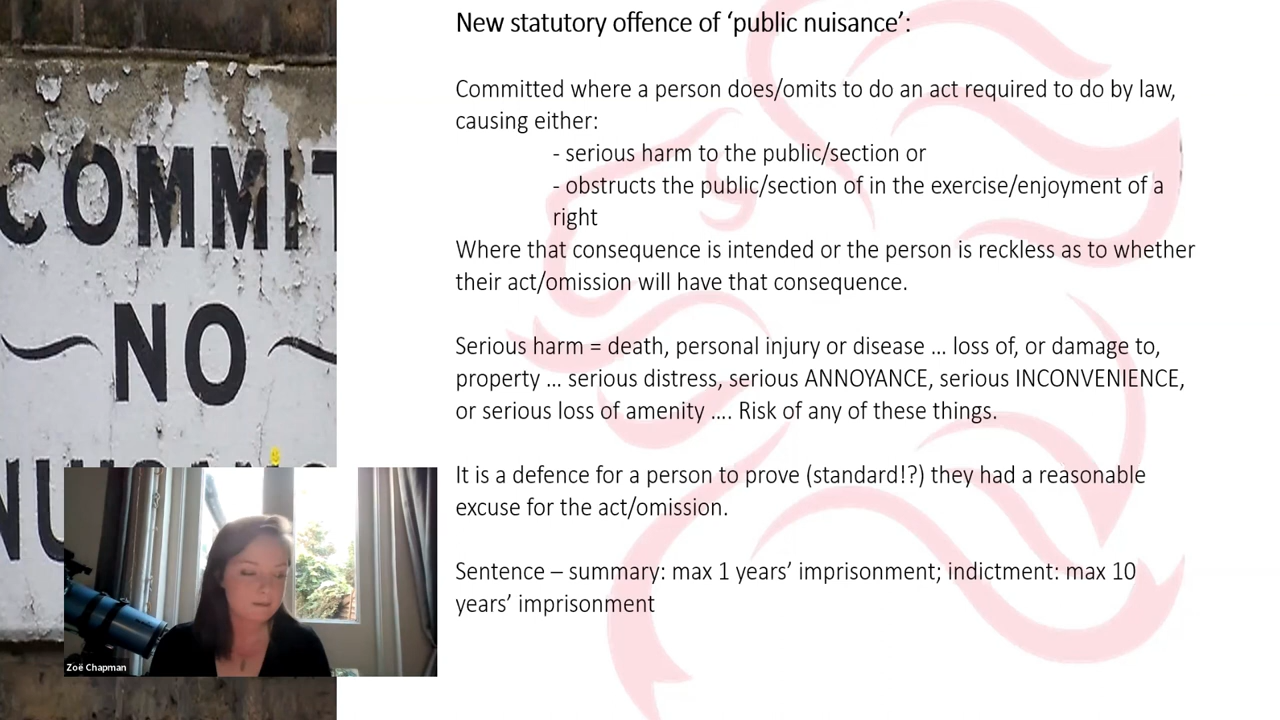 New statutory offence of ‘public nuisance’:
Committed where a person does/omits to do an act required to do by law,
causing either:
- serious harm to the public/section or
- obstructs the public/section of in the exercise/enjoyment of a
right
Where that consequence is intended or the person is reckless as to whether
their act/omission will have that consequence.
Serious harm = death, personal injury or disease ... loss of, or damage to,
property ... serious distress, serious ANNOYANCE, serious INCONVENIENCE,
or serious loss of amenity .... Risk of any of these things.
It is a defence for a person to prove (standard!?) they had a reasonable
excuse for the act/omission.
Sentence – summary: max 1 years’ imprisonment; indictment: max 10
years’ imprisonment
COMMIT
NO
Zoë Chapman